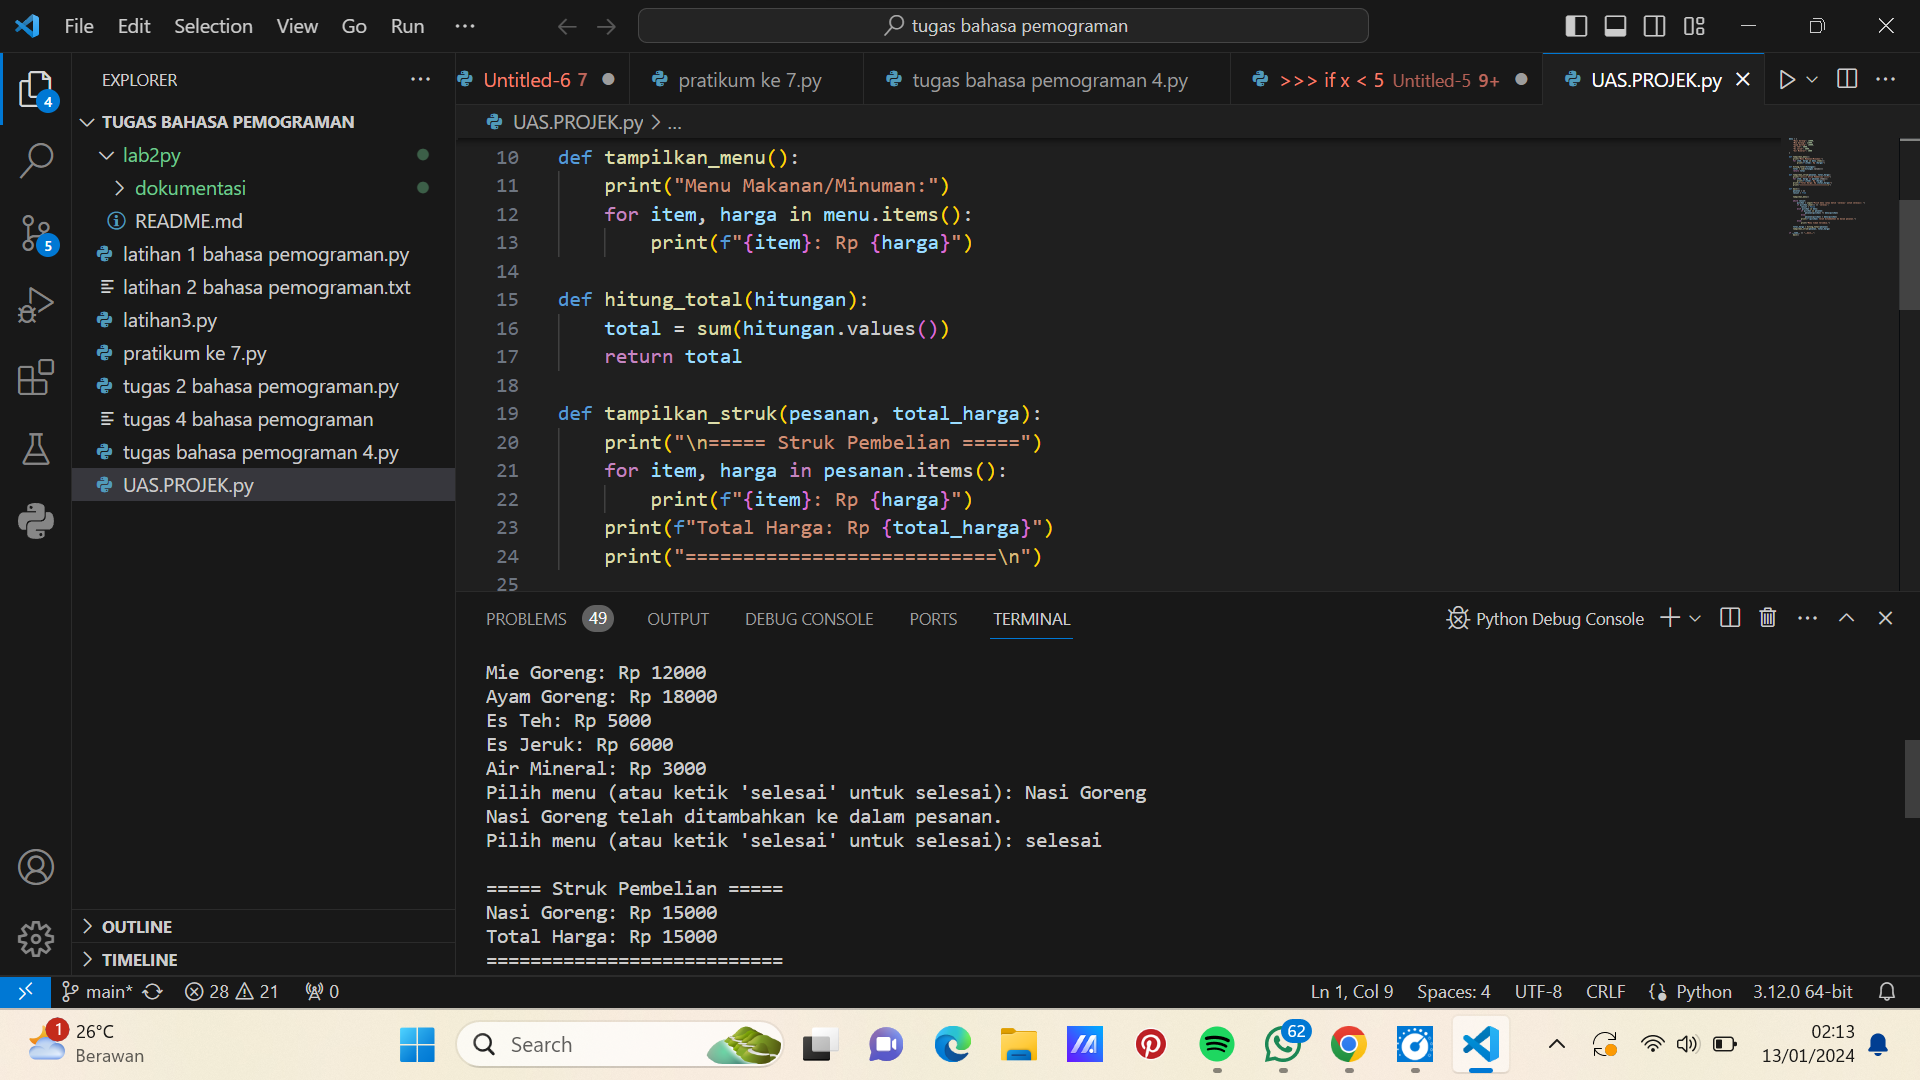 File Edit Selection View Go Run ···
tugas bahasa pemograman
EXPLORER
4
5
TUGAS BAHASA PEMOGRAMAN
lab2py
dokumentasi
README.md
latihan 1 bahasa pemograman.py
latihan 2 bahasa pemograman.txt
latihan3.py
pratikum ke 7.py
tugas 2 bahasa pemograman.py
tugas 4 bahasa pemograman
tugas bahasa pemograman 4.py
UAS.PROJEK.py
OUTLINE
TIMELINE
Untitled-6 7
pratikum ke 7.py
tugas bahasa pemograman 4.py
>>> if x < 5 Untitled-5 9+
UAS.PROJEK.py
UAS.PROJEK.py > ...
10 def tampilkan_menu():
11 print("Menu Makanan/Minuman:")
12 for item, harga in menu.items():
13 print(f"{item}: Rp {harga}")
14
15 def hitung_total(hitungan):
16 total = sum(hitungan.values())
17 return total
18
19 def tampilkan_struk(pesanan, total_harga):
20 print("\n===== Struk Pembelian =====")
21 for item, harga in pesanan.items():
22 print(f"{item}: Rp {harga}")
23 print(f"Total Harga: Rp {total_harga}")
24 print("===========================\n")
25
PROBLEMS 49 OUTPUT DEBUG CONSOLE PORTS TERMINAL
Python Debug Console
Mie Goreng: Rp 12000
Ayam Goreng: Rp 18000
Es Teh: Rp 5000
Es Jeruk: Rp 6000
Air Mineral: Rp 3000
Pilih menu (atau ketik 'selesai' untuk selesai): Nasi Goreng
Nasi Goreng telah ditambahkan ke dalam pesanan.
Pilih menu (atau ketik 'selesai' untuk selesai): selesai
===== Struk Pembelian =====
Nasi Goreng: Rp 15000
Total Harga: Rp 15000
===========================
main* 28 21 0
Ln 1, Col 9 Spaces: 4 UTF-8 CRLF Python 3.12.0 64-bit
1
26°C
Berawan
Search
62
02:13
13/01/2024